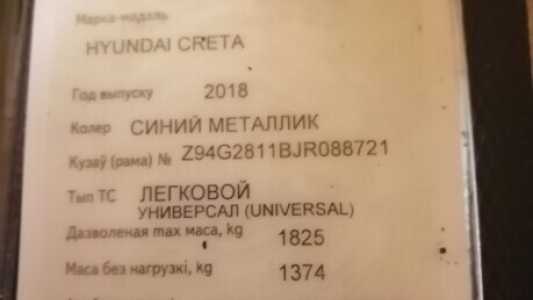 Марка-мадэль
HYUNDAI CRETA
Год выпуску 2018
Колер СИНИЙ МЕТАЛЛИК
Кузаў (рама) № Z94G2811BJR088721
Тып ТС ЛЕГКОВОЙ
УНИВЕРСАЛ (UNIVERSAL)
Дазволеная max маса, kg 1825
Маса без нагрузкі, kg 1374